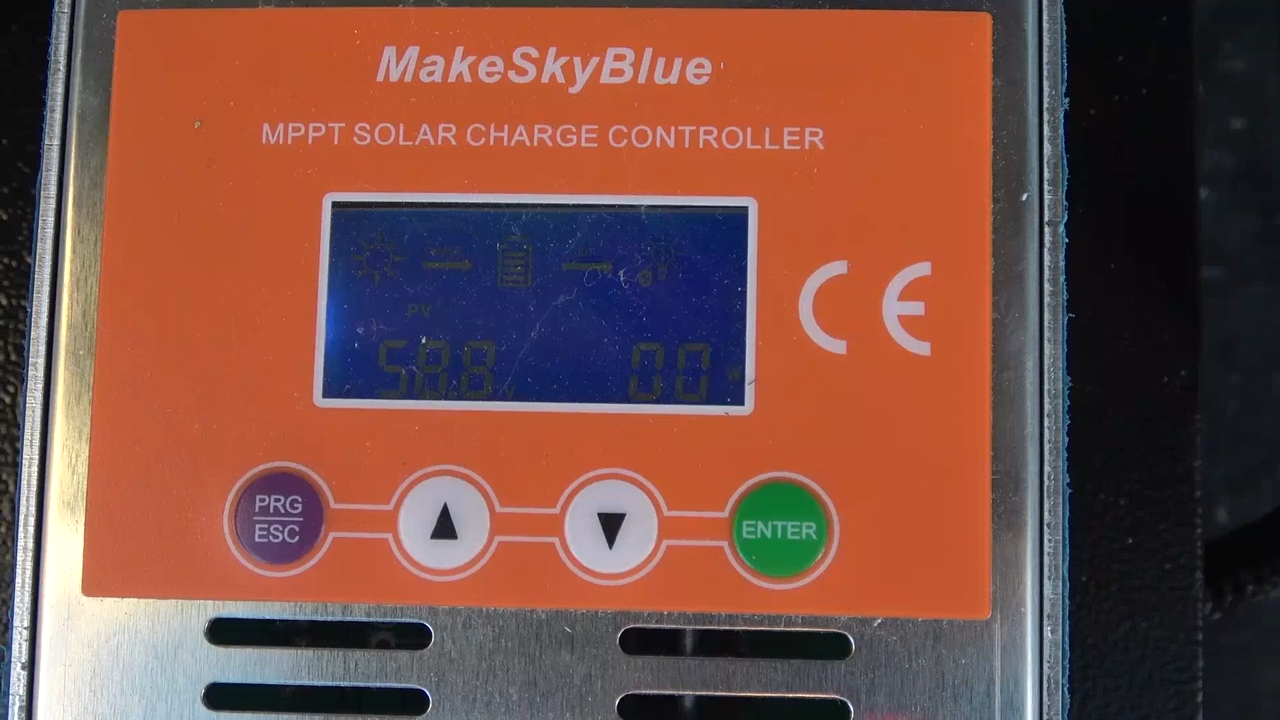 MakeSkyBlue
MPPT SOLAR CHARGE CONTROLLER
PV
58.8 V 00 W
CE
PRG
ESC
ENTER